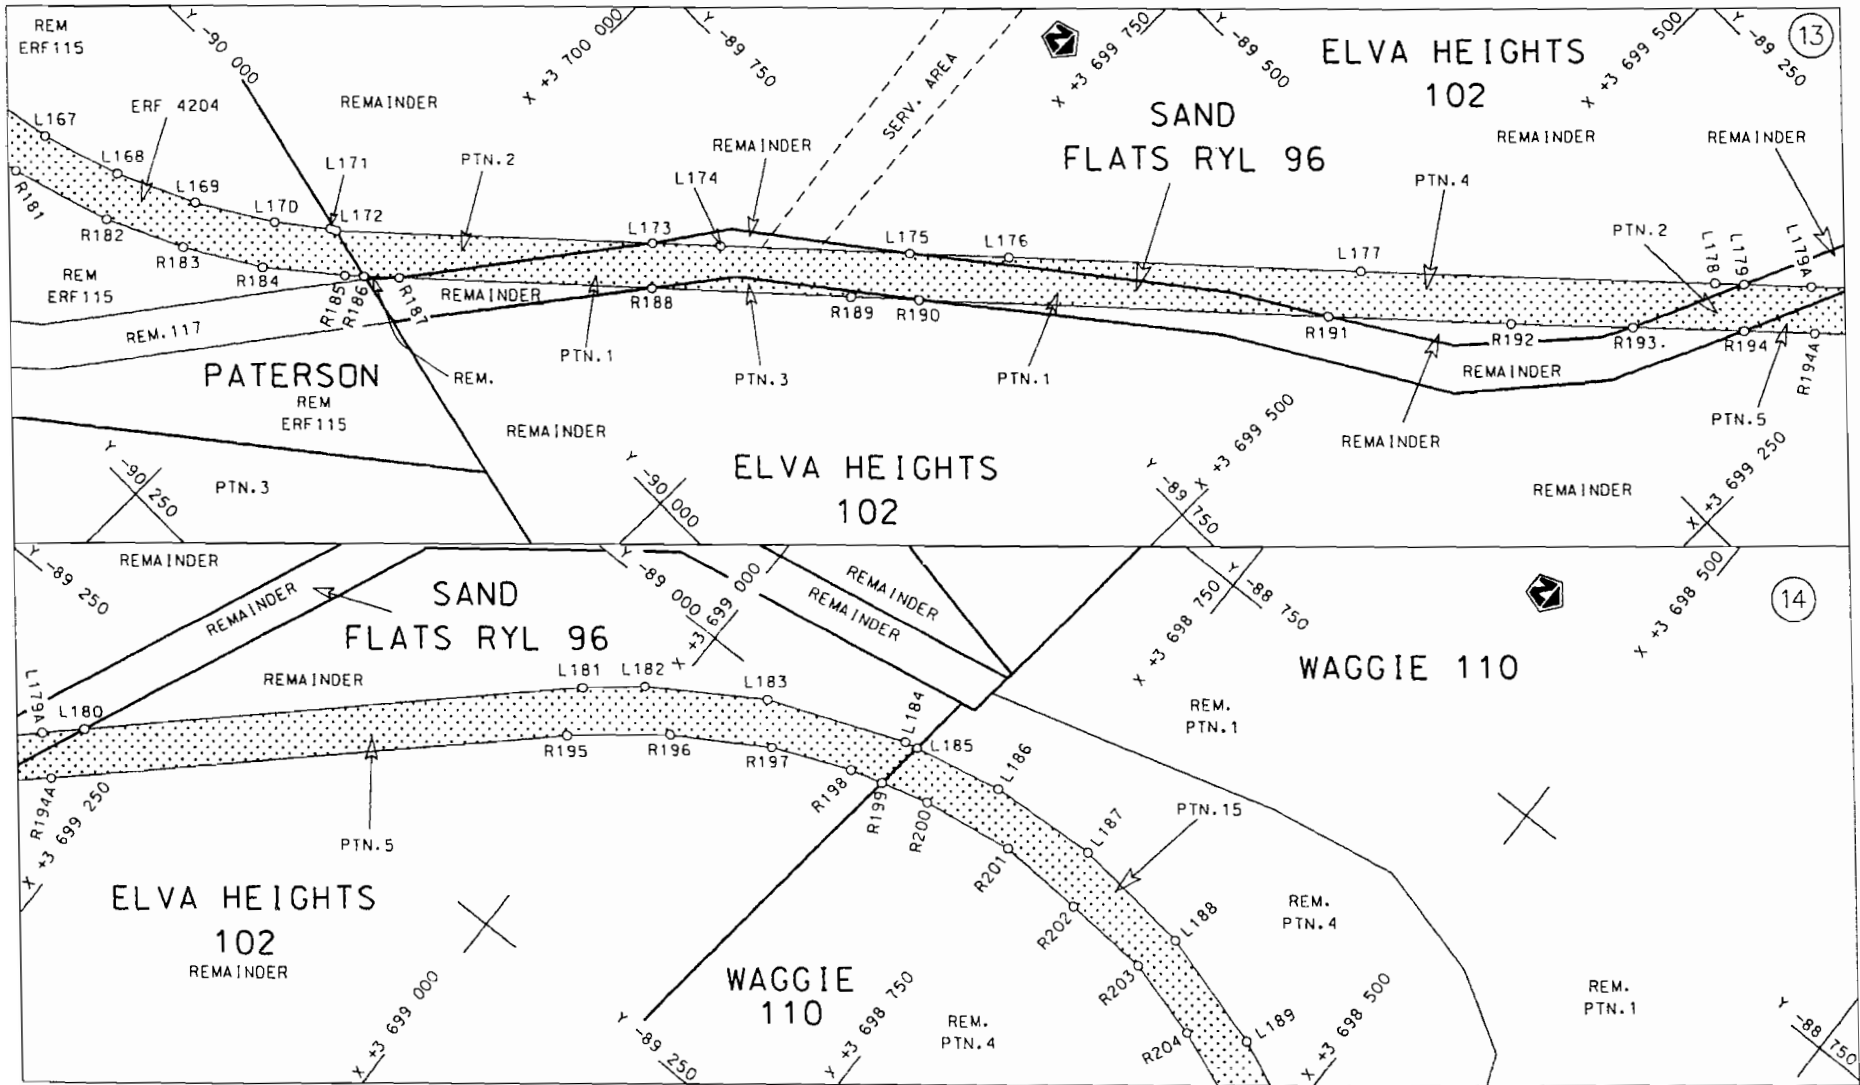 REM
ERF115
Y -90 000
X +3 700 000
Y -89 750
SERV. AREA
N
X +3 699 750
Y -89 500
ELVA HEIGHTS
102
X +3 699 500
Y -89 250
13
L167
ERF 4204
REMAINDER
L168
L169
L170
L171
L172
PTN.2
L173
L174
REMAINDER
SAND
FLATS RYL 96
REMAINDER
REMAINDER
PTN.4
PTN.2
L175
L176
L177
L178
L179
L179A
R181
R182
R183
R184
R185
R186
R187
REM
ERF115
REM.117
REMAINDER
R188
R189
R190
R191
R192
R193.
R194
R194A
PATERSON
REM
ERF115
REM.
PTN.1
PTN.3
PTN.1
REMAINDER
REMAINDER
PTN.5
REMAINDER
ELVA HEIGHTS
102
PTN.3
Y -90 250
Y -90 000
Y -89 750
X +3 699 500
REMAINDER
X +3 699 250
Y -89 250
REMAINDER
REMAINDER
SAND
FLATS RYL 96
REMAINDER
Y -89 000
X +3 699 000
REMAINDER
REMAINDER
X +3 698 750
Y -88 750
N
X +3 698 500
14
WAGGIE 110
REM.
PTN.1
L179A
L180
L181
L182
L183
L184
L185
L186
L187
L188
L189
R194A
R195
R196
R197
R198
R199
R200
R201
R202
R203
R204
X +3 699 250
PTN.5
PTN.15
ELVA HEIGHTS
102
REMAINDER
REM.
PTN.4
WAGGIE
110
REM.
PTN.4
REM.
PTN.1
X +3 699 000
Y -89 250
X +3 698 750
X +3 698 500
Y -88 750